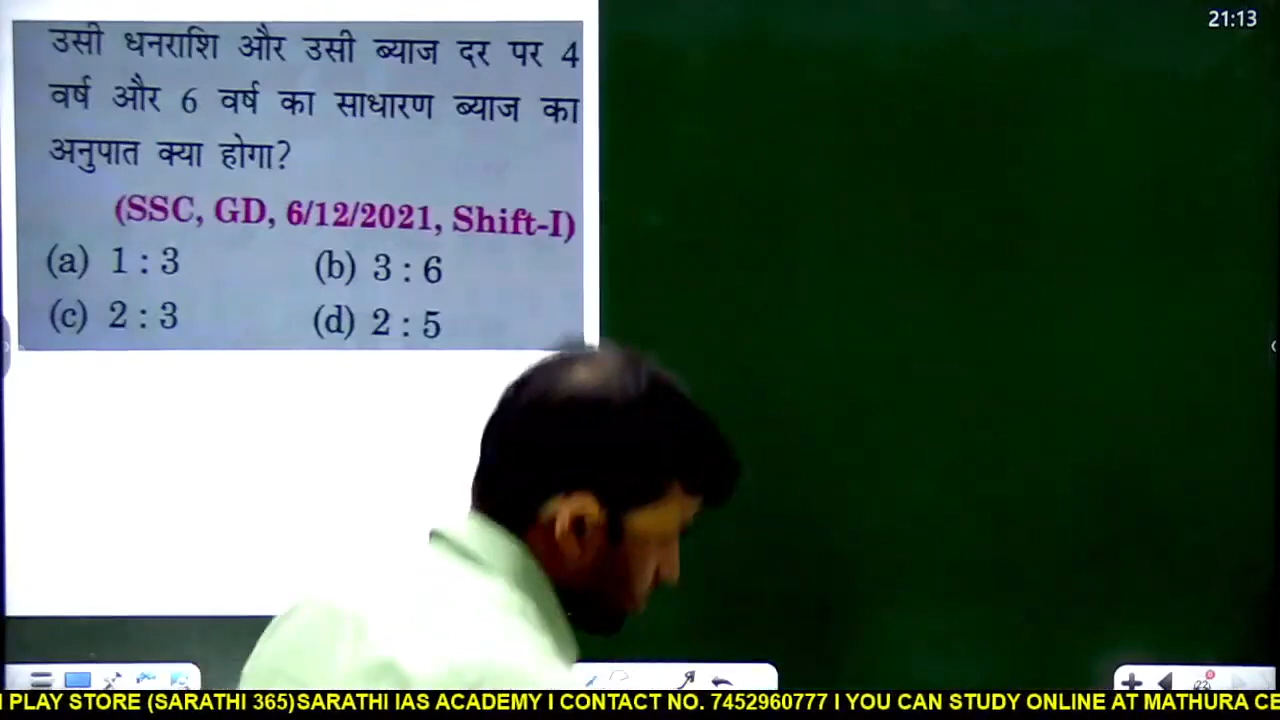 21:13
उसी धनराशि और उसी ब्याज दर पर 4
वर्ष और 6 वर्ष का साधारण ब्याज का
अनुपात क्या होगा?
(SSC, GD, 6/12/2021, Shift-I)
(a) 1 : 3 (b) 3 : 6
(c) 2 : 3 (d) 2 : 5
PLAY STORE (SARATHI 365)SARATHI IAS ACADEMY I CONTACT NO. 7452960777 I YOU CAN STUDY ONLINE AT MATHURA CE